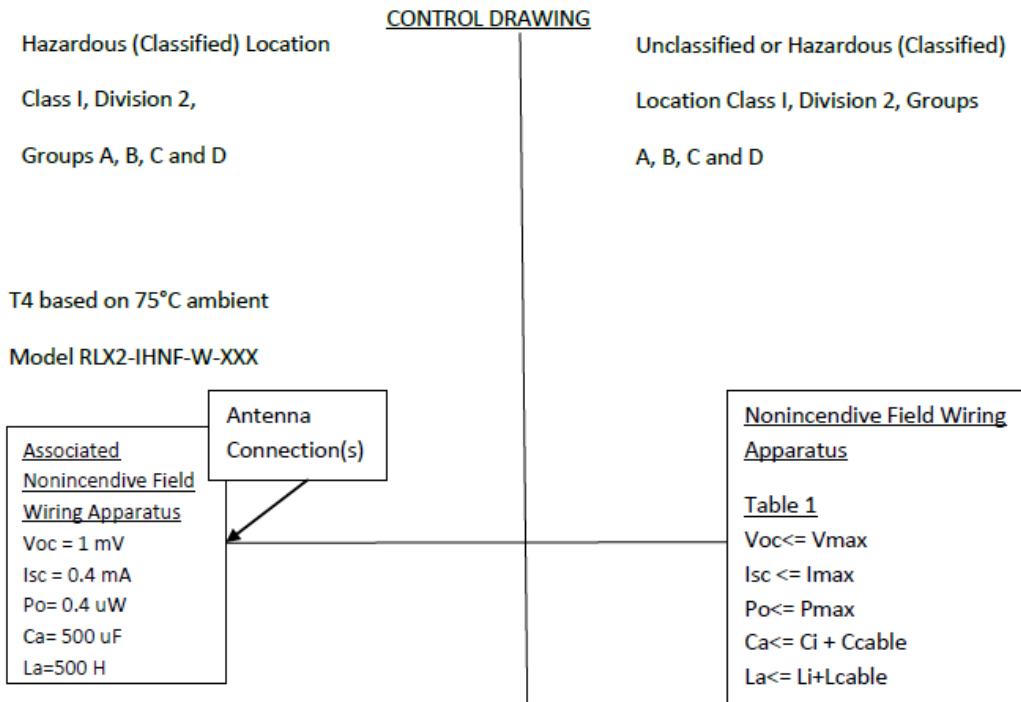 CONTROL DRAWING
Hazardous (Classified) Location
Class I, Division 2,
Groups A, B, C and D
Unclassified or Hazardous (Classified)
Location Class I, Division 2, Groups
A, B, C and D
T4 based on 75°C ambient
Model RLX2-IHNF-W-XXX
Antenna
Connection(s)
Associated
Nonincendive Field
Wiring Apparatus
Voc = 1 mV
Isc = 0.4 mA
Po= 0.4 uW
Ca= 500 uF
La=500 H
Nonincendive Field Wiring
Apparatus
Table 1
Voc<= Vmax
Isc <= Imax
Po<= Pmax
Ca<= Ci + Ccable
La<= Li+Lcable